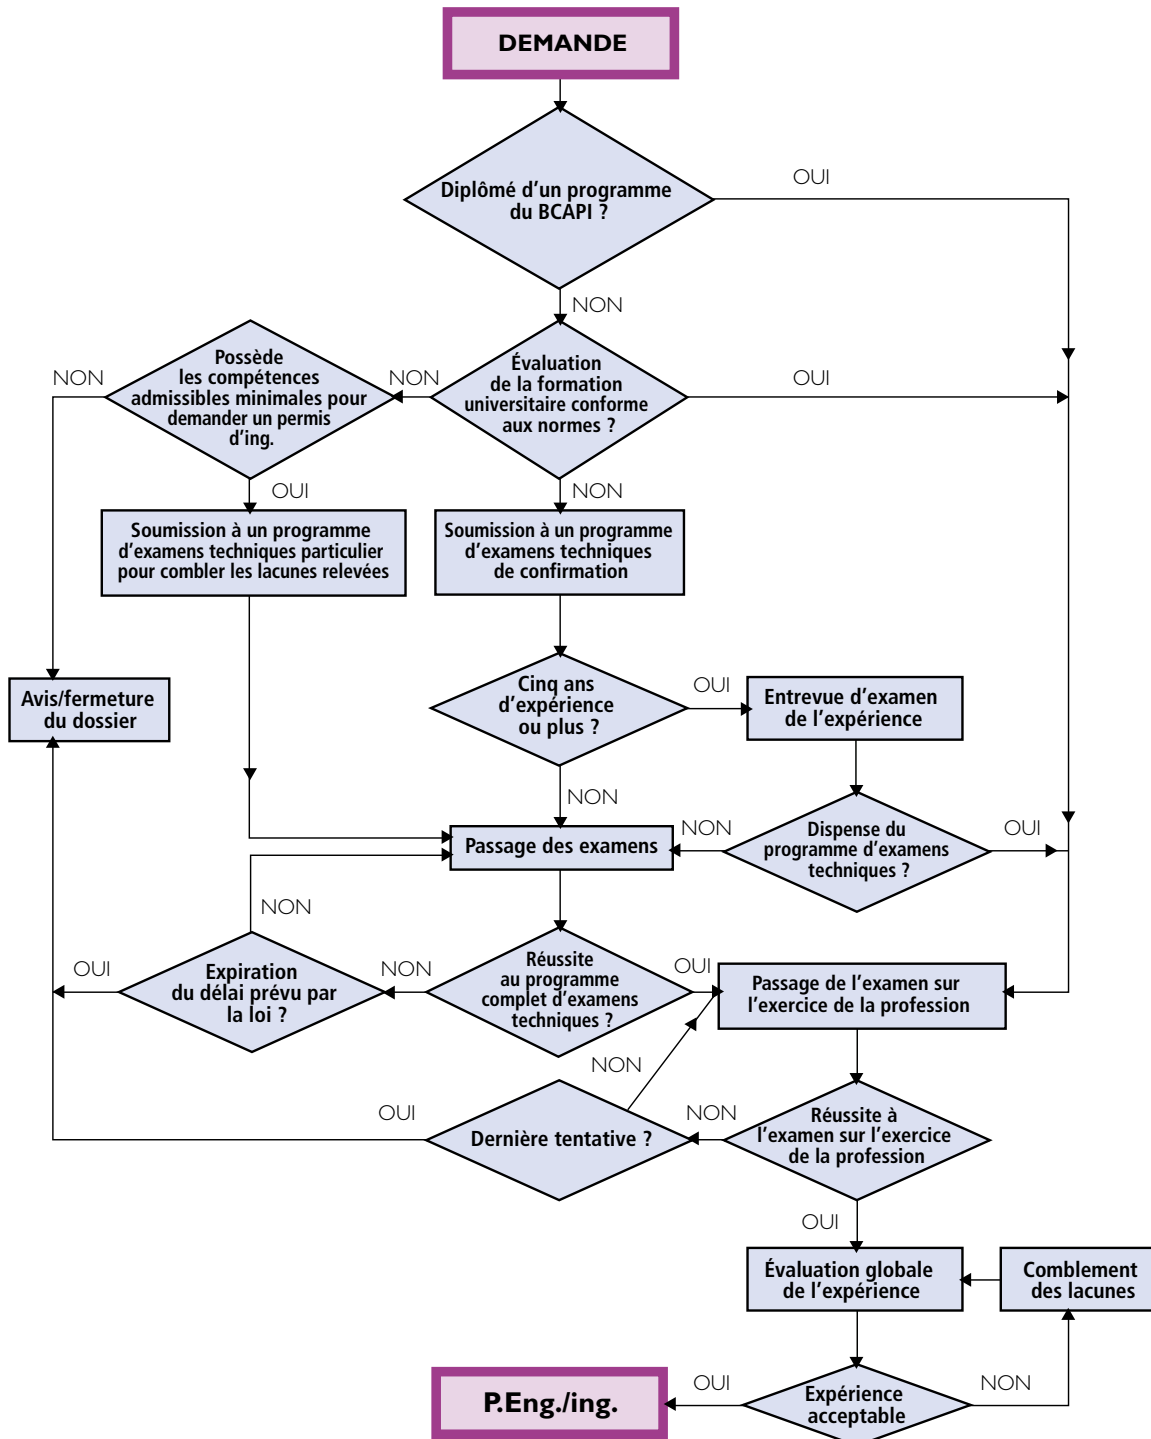 DEMANDE
Diplômé d'un programme
du BCAPI ?
OUI
NON
Possède
les compétences
admissibles minimales pour
demander un permis
d'ing.
NON
NON
Évaluation
de la formation
universitaire conforme
aux normes ?
OUI
OUI
NON
Soumission à un programme
d'examens techniques particulier
pour combler les lacunes relevées
Soumission à un programme
d'examens techniques
de confirmation
Avis/fermeture
du dossier
Cinq ans
d'expérience
ou plus ?
OUI
Entrevue d'examen
de l'expérience
NON
Passage des examens
NON
Dispense du
programme d'examens
techniques ?
OUI
NON
OUI
Expiration
du délai prévu par
la loi ?
NON
Réussite
au programme
complet d'examens
techniques ?
OUI
Passage de l'examen sur
l'exercice de la profession
NON
OUI
Dernière tentative ?
NON
Réussite à
l'examen sur l'exercice
de la profession
OUI
Évaluation globale
de l'expérience
Comblement
des lacunes
P.Eng./ing.
OUI
Expérience
acceptable
NON